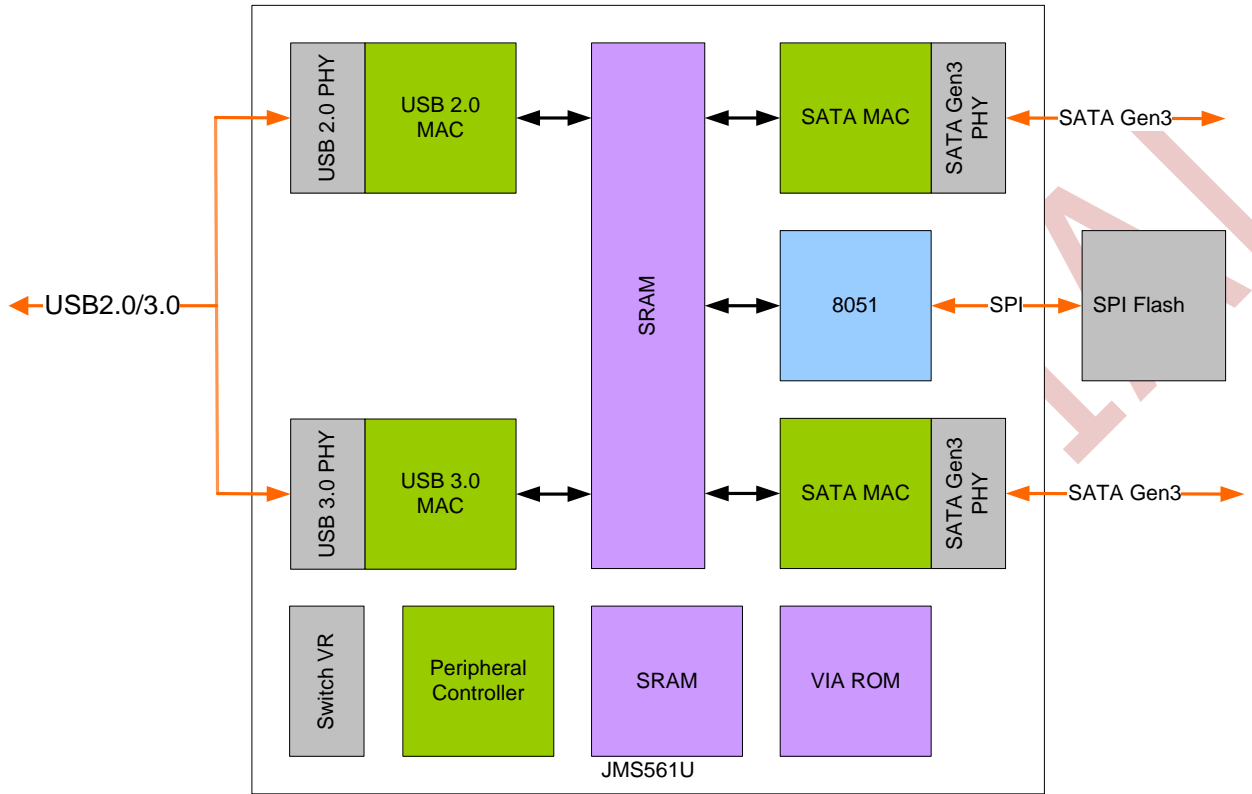 USB 2.0 PHY
USB 2.0
MAC
SRAM
SATA MAC
SATA Gen3
PHY
SATA Gen3
USB2.0/3.0
8051
SPI
SPI Flash
USB 3.0 PHY
USB 3.0
MAC
SATA MAC
SATA Gen3
PHY
SATA Gen3
Switch VR
Peripheral
Controller
SRAM
VIA ROM
JMS561U